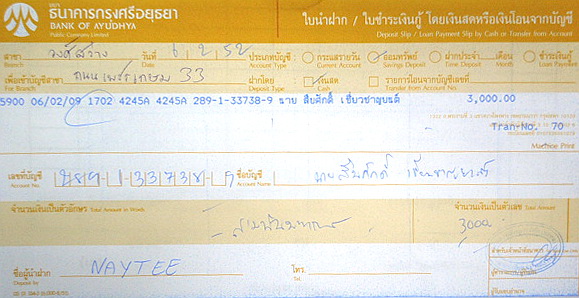 ธนาคารกรุงศรีอยุธยา
BANK OF AYUDHYA
Public Company Limited
ใบนำฝาก / ใบชำระเงินกู้ โดยเงินสดหรือเงินโอนจากบัญชี
Deposit Slip / Loan Payment Slip by Cash or Transfer from Account
สาขา วงศ์สว่าง วันที่ 6 2 52 ประเภทบัญชี กระแสรายวัน ออมทรัพย์ ฝากประจำ เดือน ชำระเงินกู้
Branch Date Account Type Current Account Savings Deposit Time Deposit Month Loan Payment
เพื่อเข้าบัญชีสาขา ถนนเพชรเกษม 33 ฝากโดย เงินสด รายการโอนจากบัญชีเลขที่
For Branch Deposit Type Cash Transfer from Account No.
5900 06/02/09 1702 4245A 4245A 289-1-33738-9 นาย สืบศักดิ์ เชี่ยวชาญยนต์ 3,000.00
Tran-No. 70
Machine Print
เลขที่บัญชี 289-1-33738-9 ชื่อบัญชี นายสืบศักดิ์ เชี่ยวชาญยนต์
Account No. Account Name
จำนวนเงินเป็นตัวอักษร Total Amount in Words จำนวนเงินเป็นตัวเลข Total Amount
สามพันบาทถ้วน 3000
ชื่อผู้นำฝาก NAYTEE โทร.
Deposit by Tel.